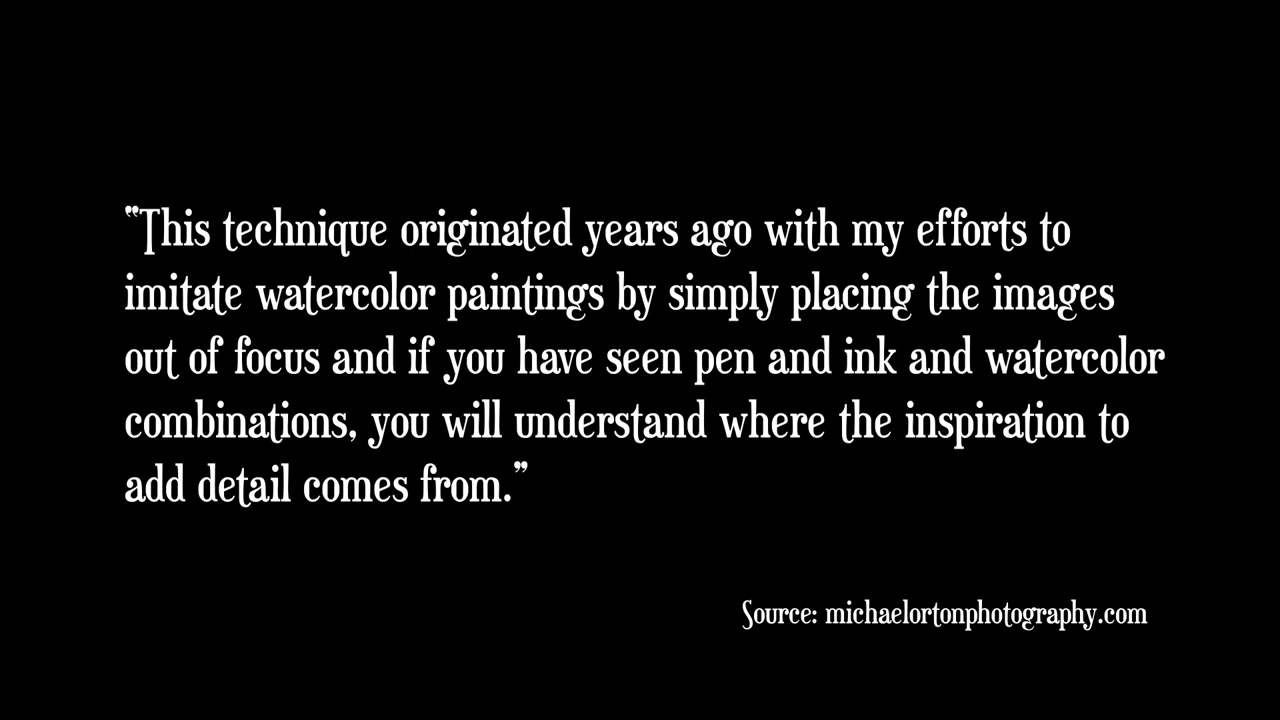 “This technique originated years ago with my efforts to
imitate watercolor paintings by simply placing the images
out of focus and if you have seen pen and ink and watercolor
combinations, you will understand where the inspiration to
add detail comes from.”
Source: michaelortonphotography.com